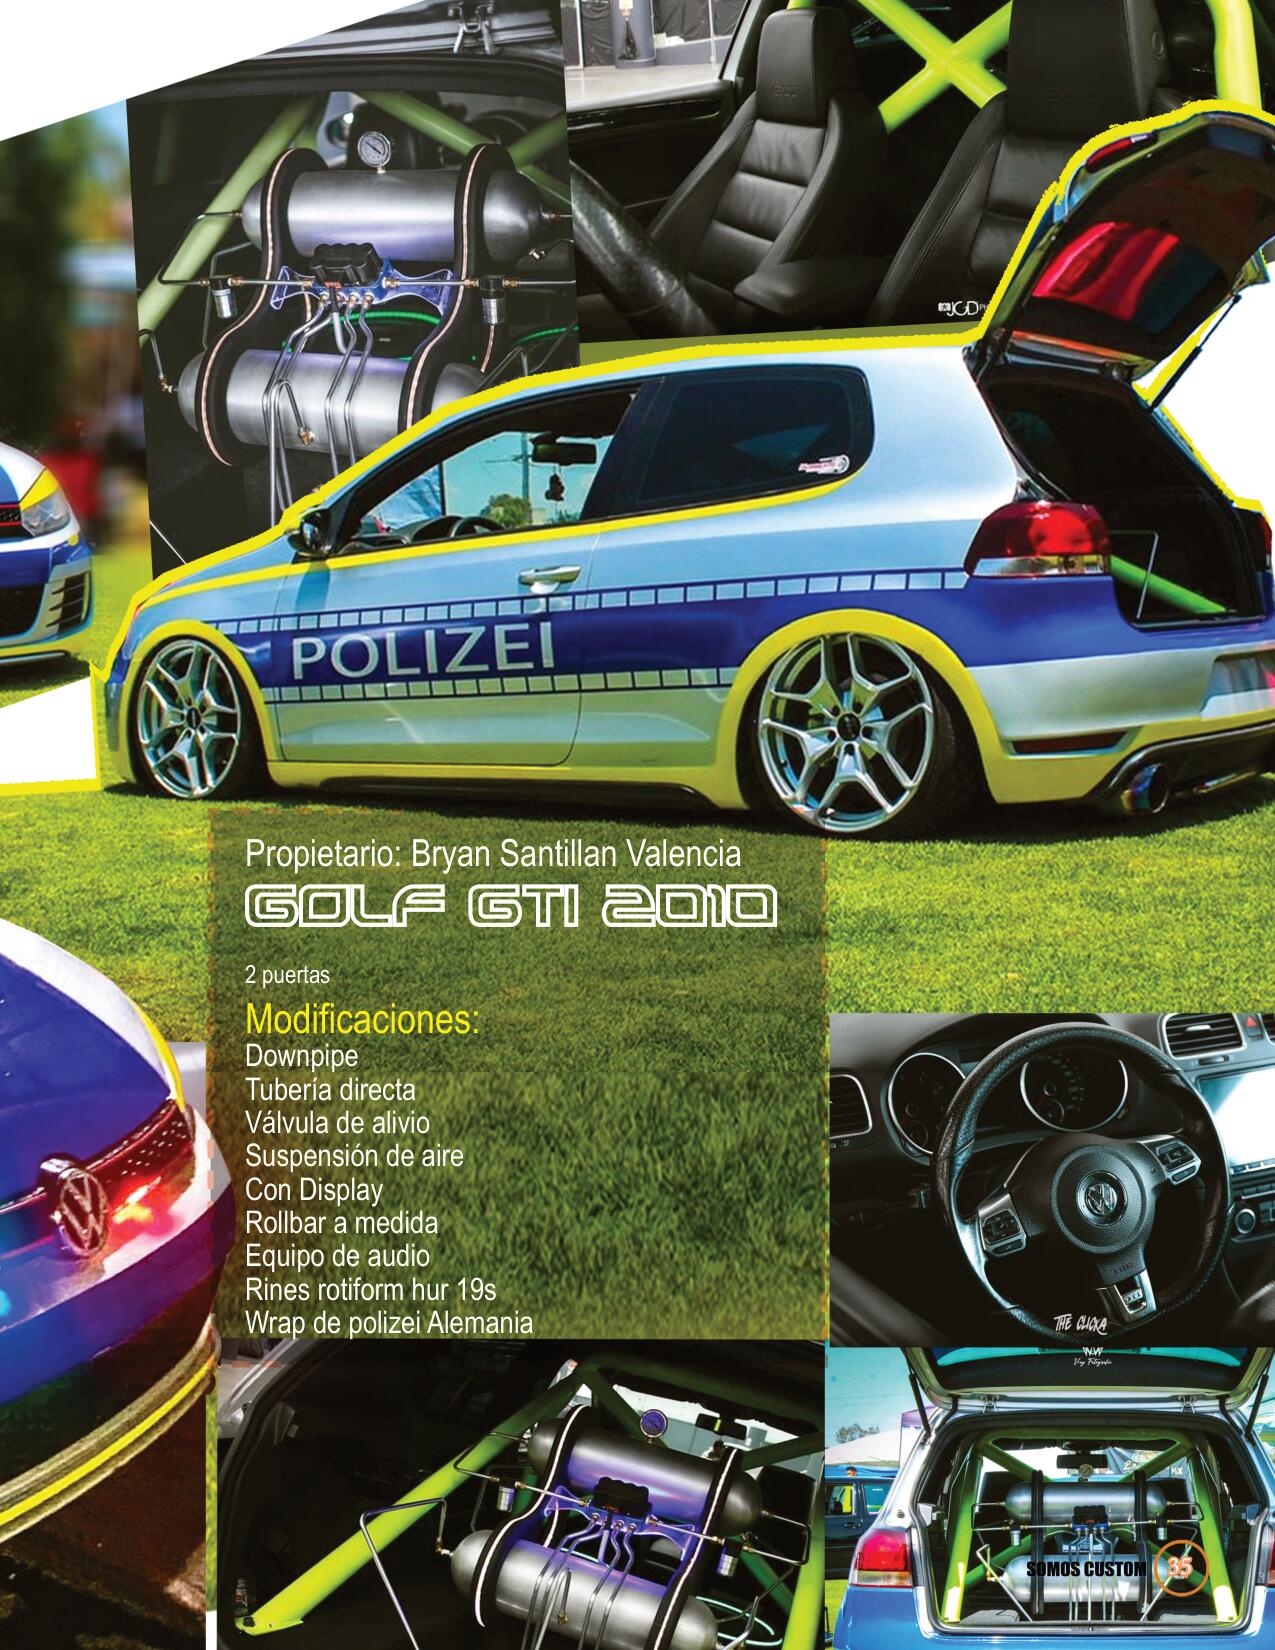 JGD
POLIZEI
Propietario: Bryan Santillan Valencia
GOLF GTI 2010
2 puertas
Modificaciones:
Downpipe
Tubería directa
Válvula de alivio
Suspensión de aire
Con Display
Rollbar a medida
Equipo de audio
Rines rotiform hur 19s
Wrap de polizei Alemania
THE CLICKA
SOMOS CUSTOM 35